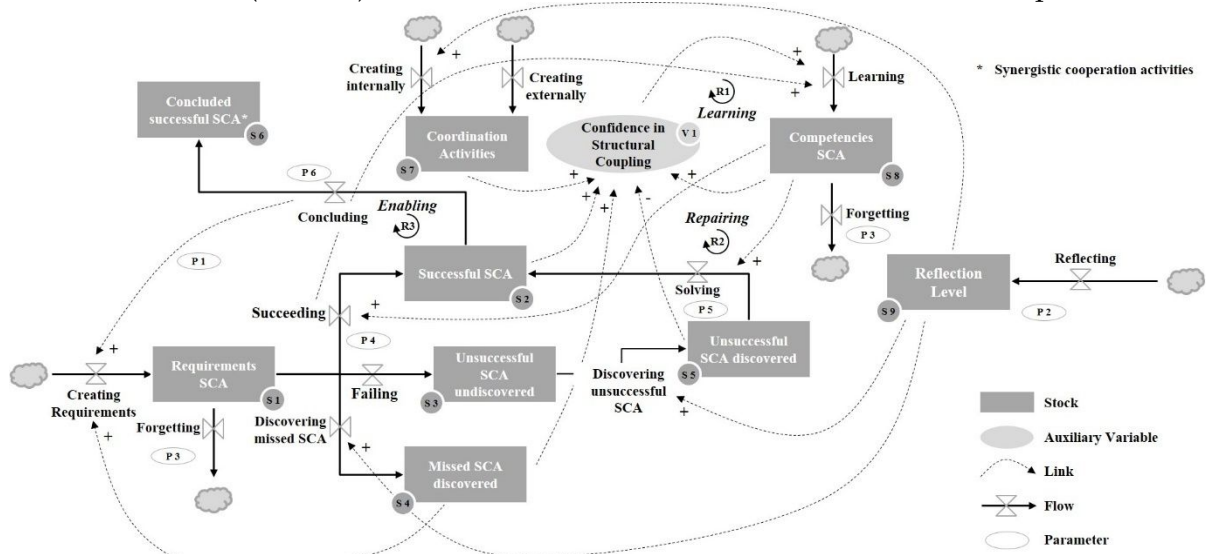 Creating
internally
Creating
externally
Learning
* Synergistic cooperation activities
Concluded
successful SCA*
S 6
Coordination
Activities
S 7
Confidence in
Structural
Coupling
V 1
R1
Learning
Competencies
SCA
S 8
P 6
Concluding
Enabling
R3
Repairing
R2
Forgetting
P 3
P 1
Successful SCA
S 2
Solving
P 5
Reflection
Level
S 9
Reflecting
P 2
Succeeding
P 4
Requirements
SCA
S 1
Creating
Requirements
Failing
Unsuccessful
SCA
undiscovered
S 3
Discovering
unsuccessful
SCA
Unsuccessful
SCA discovered
S 5
Forgetting
P 3
Discovering
missed SCA
Missed SCA
discovered
S 4
Stock
Auxiliary Variable
Link
Flow
Parameter
+
+
+
+
+
+
+
+
-
+
+
+
+
+
+